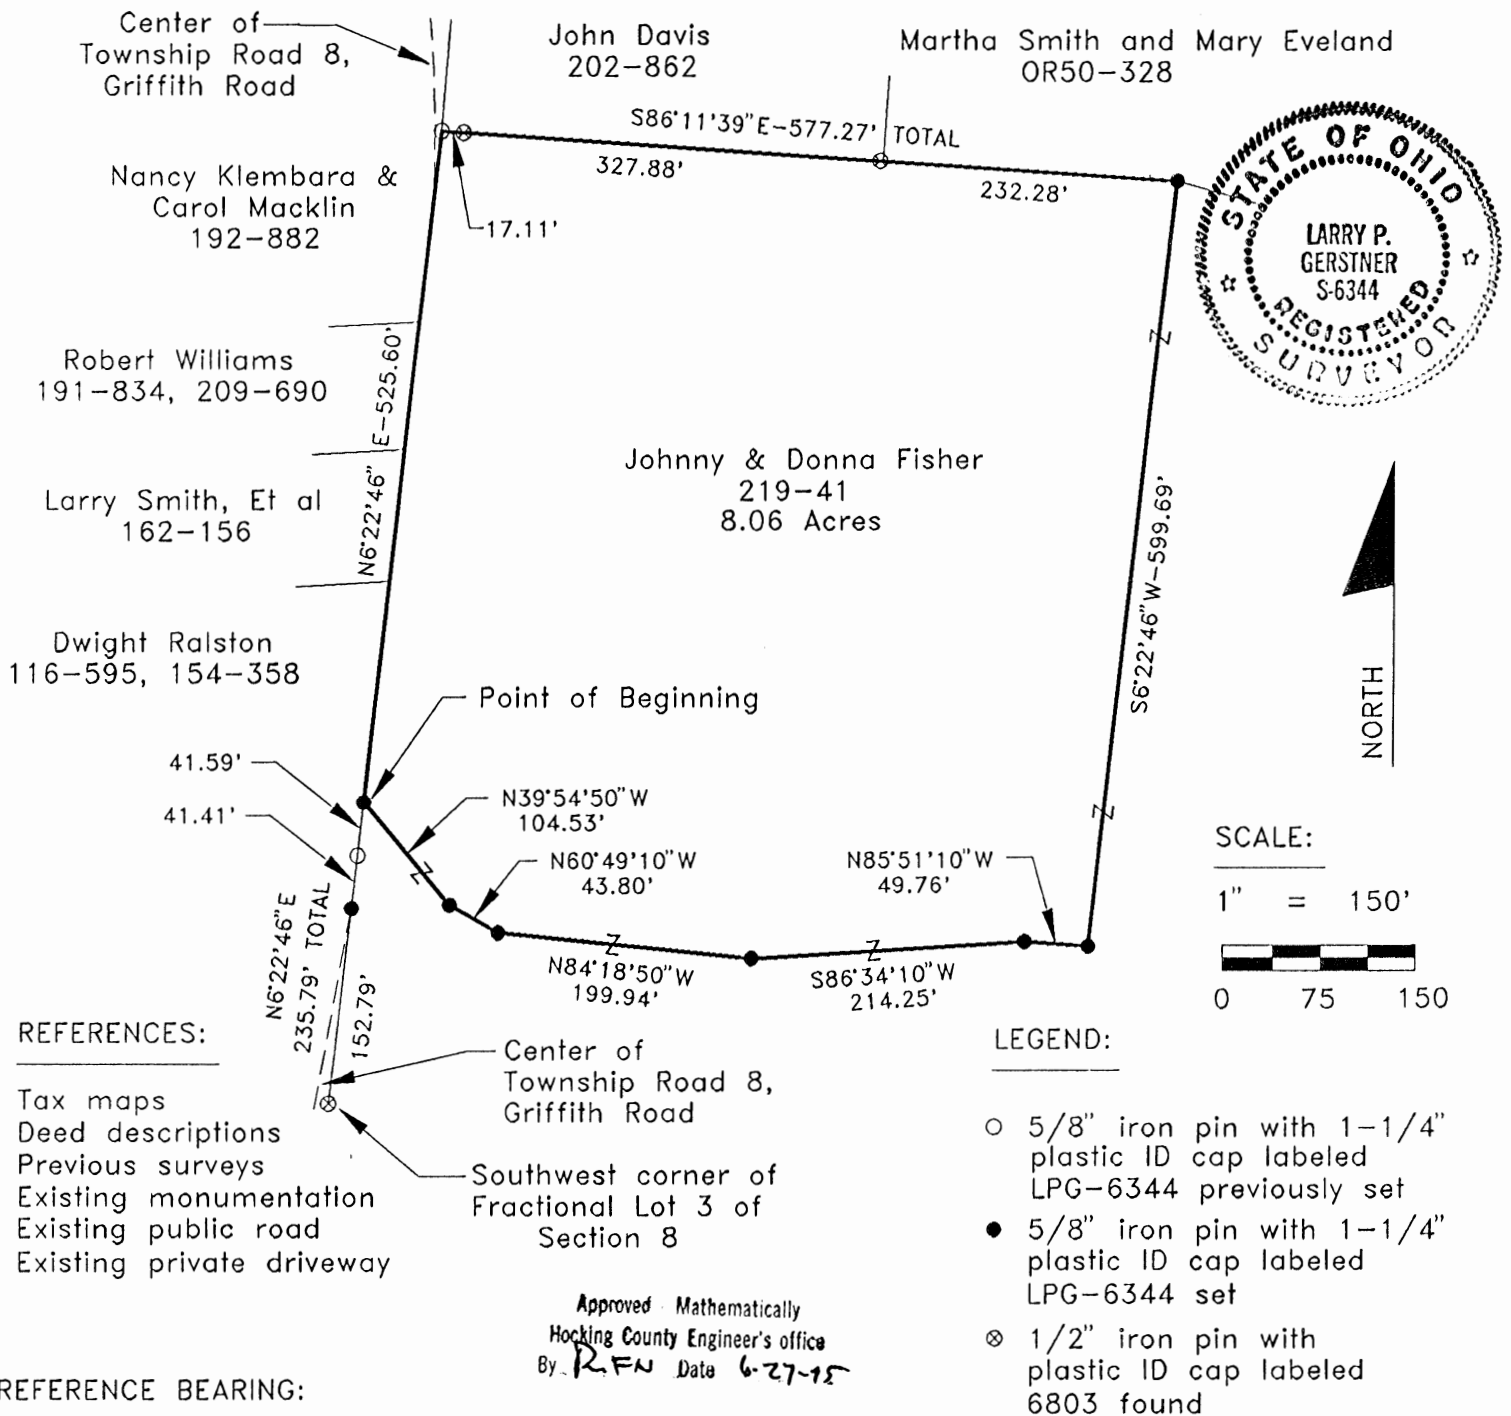 Center of
Township Road 8,
Griffith Road
John Davis
202-862
Martha Smith and Mary Eveland
OR50-328
S86°11'39"E-577.27' TOTAL
327.88'
232.28'
17.11'
STATE OF OHIO
LARRY P.
GERSTNER
S-6344
REGISTERED
SURVEYOR
Nancy Klembara &
Carol Macklin
192-882
Robert Williams
191-834, 209-690
Larry Smith, Et al
162-156
Dwight Ralston
116-595, 154-358
N6°22'46" E-525.60'
Johnny & Donna Fisher
219-41
8.06 Acres
S6°22'46"W-599.69'
NORTH
Point of Beginning
41.59'
41.41'
N39°54'50"W
104.53'
N60°49'10"W
43.80'
N85°51'10"W
49.76'
N84°18'50"W
199.94'
S86°34'10"W
214.25'
N6°22'46"E
235.79' TOTAL
152.79'
SCALE:
1" = 150'
0 75 150
REFERENCES:
Tax maps
Deed descriptions
Previous surveys
Existing monumentation
Existing public road
Existing private driveway
Center of
Township Road 8,
Griffith Road
Southwest corner of
Fractional Lot 3 of
Section 8
LEGEND:
5/8" iron pin with 1-1/4"
plastic ID cap labeled
LPG-6344 previously set
5/8" iron pin with 1-1/4"
plastic ID cap labeled
LPG-6344 set
1/2" iron pin with
plastic ID cap labeled
6803 found
Approved Mathematically
Hocking County Engineer's office
By RFN Date 6-27-95
REFERENCE BEARING: